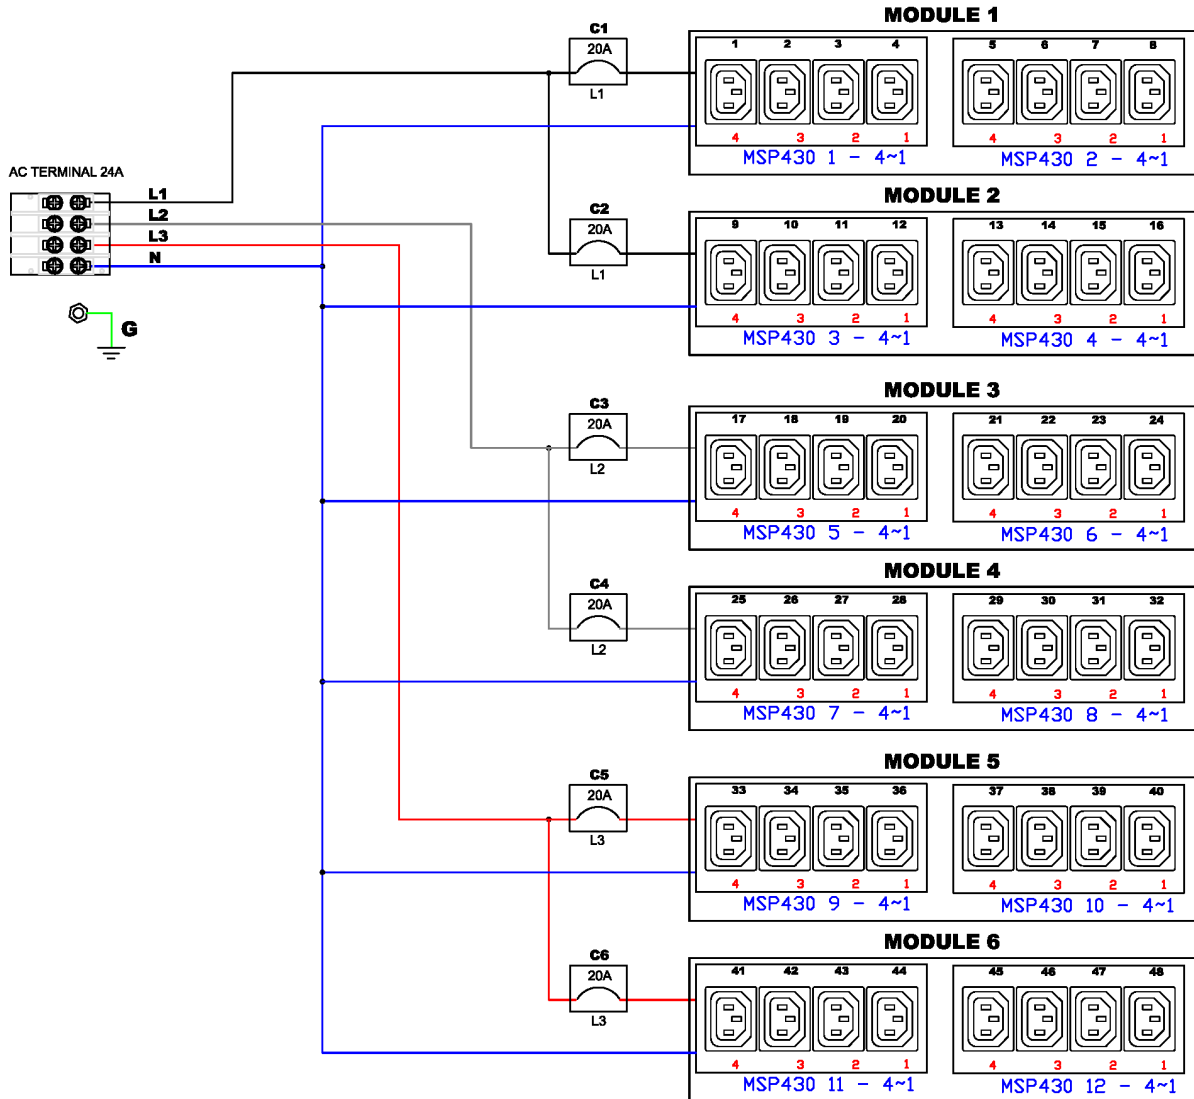 MODULE 1
C1
20A
L1
1 2 3 4 5 6 7 8
4 3 2 1 4 3 2 1
MSP430 1 - 4~1 MSP430 2 - 4~1
AC TERMINAL 24A
L1
L2
L3
N
G
MODULE 2
C2
20A
L1
9 10 11 12 13 14 15 16
4 3 2 1 4 3 2 1
MSP430 3 - 4~1 MSP430 4 - 4~1
MODULE 3
C3
20A
L2
17 18 19 20 21 22 23 24
4 3 2 1 4 3 2 1
MSP430 5 - 4~1 MSP430 6 - 4~1
MODULE 4
C4
20A
L2
25 26 27 28 29 30 31 32
4 3 2 1 4 3 2 1
MSP430 7 - 4~1 MSP430 8 - 4~1
MODULE 5
C5
20A
L3
33 34 35 36 37 38 39 40
4 3 2 1 4 3 2 1
MSP430 9 - 4~1 MSP430 10 - 4~1
MODULE 6
C6
20A
L3
41 42 43 44 45 46 47 48
4 3 2 1 4 3 2 1
MSP430 11 - 4~1 MSP430 12 - 4~1